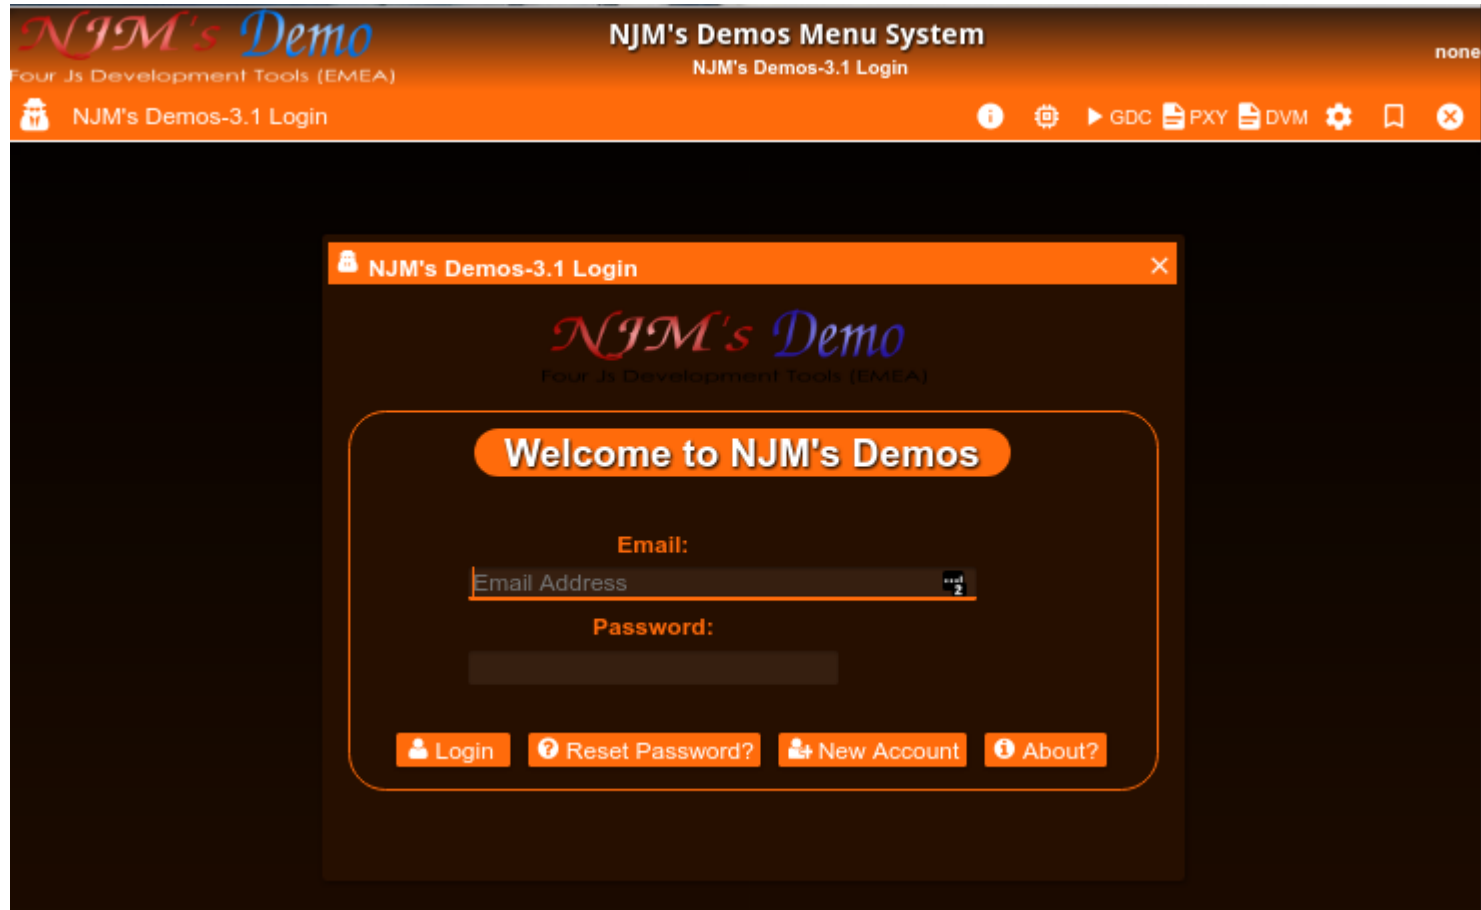 NJM's Demo
Four Js Development Tools (EMEA)
NJM's Demos Menu System
NJM's Demos-3.1 Login
none
NJM's Demos-3.1 Login
GDC PXY DVM
NJM's Demos-3.1 Login
NJM's Demo
Four Js Development Tools (EMEA)
Welcome to NJM's Demos
Email:
Email Address
2
Password:
Login Reset Password? New Account About?